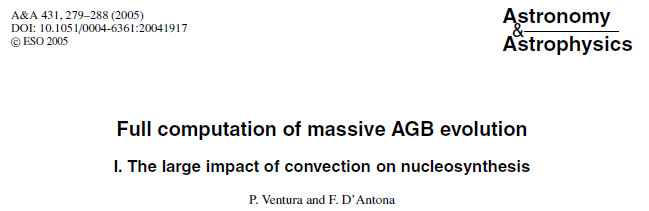 A&A 431, 279–288 (2005)
DOI: 10.1051/0004-6361:20041917
© ESO 2005
Astronomy
&
Astrophysics
Full computation of massive AGB evolution
I. The large impact of convection on nucleosynthesis
P. Ventura and F. D'Antona